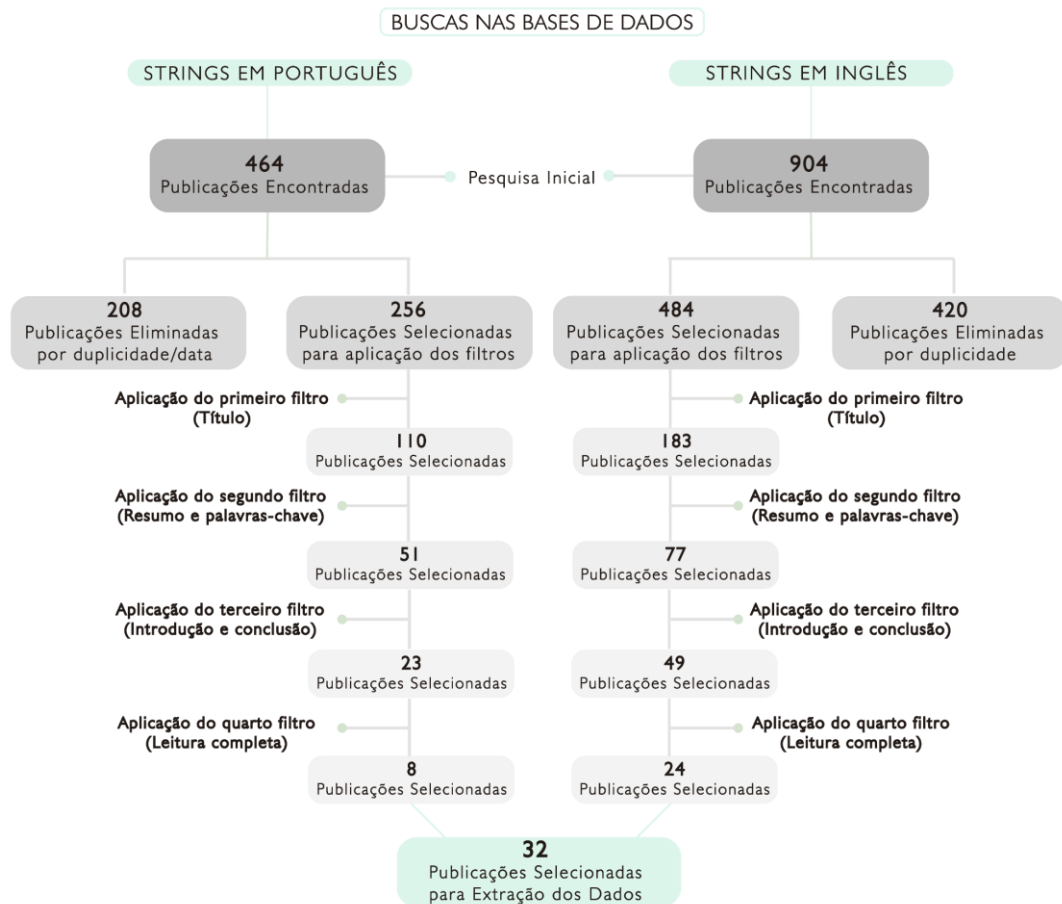 BUSCAS NAS BASES DE DADOS
STRINGS EM PORTUGUÊS
STRINGS EM INGLÊS
464
Publicações Encontradas
Pesquisa Inicial
904
Publicações Encontradas
208
Publicações Eliminadas
por duplicidade/data
256
Publicações Selecionadas
para aplicação dos filtros
484
Publicações Selecionadas
para aplicação dos filtros
420
Publicações Eliminadas
por duplicidade
Aplicação do primeiro filtro
(Título)
Aplicação do primeiro filtro
(Título)
110
Publicações Selecionadas
183
Publicações Selecionadas
Aplicação do segundo filtro
(Resumo e palavras-chave)
Aplicação do segundo filtro
(Resumo e palavras-chave)
51
Publicações Selecionadas
77
Publicações Selecionadas
Aplicação do terceiro filtro
(Introdução e conclusão)
Aplicação do terceiro filtro
(Introdução e conclusão)
23
Publicações Selecionadas
49
Publicações Selecionadas
Aplicação do quarto filtro
(Leitura completa)
Aplicação do quarto filtro
(Leitura completa)
8
Publicações Selecionadas
24
Publicações Selecionadas
32
Publicações Selecionadas
para Extração dos Dados